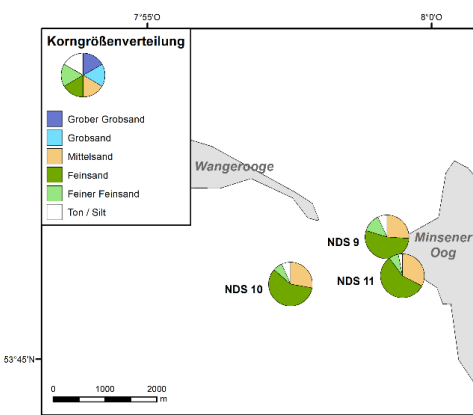 7°55'O
8°0'O
Korngrößenverteilung
Grober Grobsand
Grobsand
Mittelsand
Feinsand
Feiner Feinsand
Ton / Silt
Wangerooge
NDS 9
Minsener
Oog
NDS 11
NDS 10
53°45'N
0 1000 2000
m